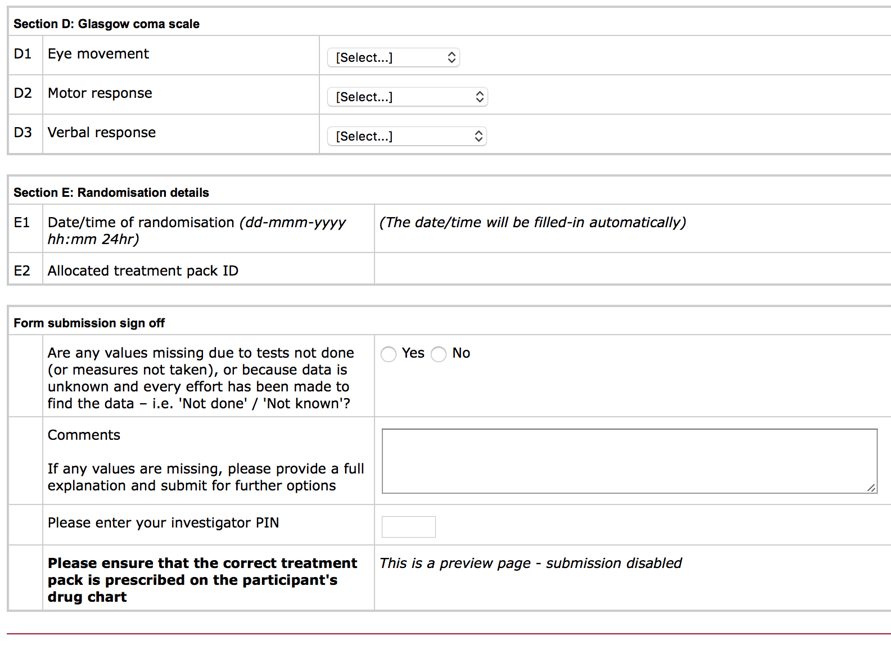 Section D: Glasgow coma scale
D1 Eye movement [Select...]
D2 Motor response [Select...]
D3 Verbal response [Select...]
Section E: Randomisation details
E1 Date/time of randomisation (dd-mmm-yyyy (The date/time will be filled-in automatically)
hh:mm 24hr)
E2 Allocated treatment pack ID
Form submission sign off
Are any values missing due to tests not done Yes No
(or measures not taken), or because data is
unknown and every effort has been made to
find the data – i.e. 'Not done' / 'Not known'?
Comments
If any values are missing, please provide a full
explanation and submit for further options
Please enter your investigator PIN
Please ensure that the correct treatment This is a preview page - submission disabled
pack is prescribed on the participant's
drug chart